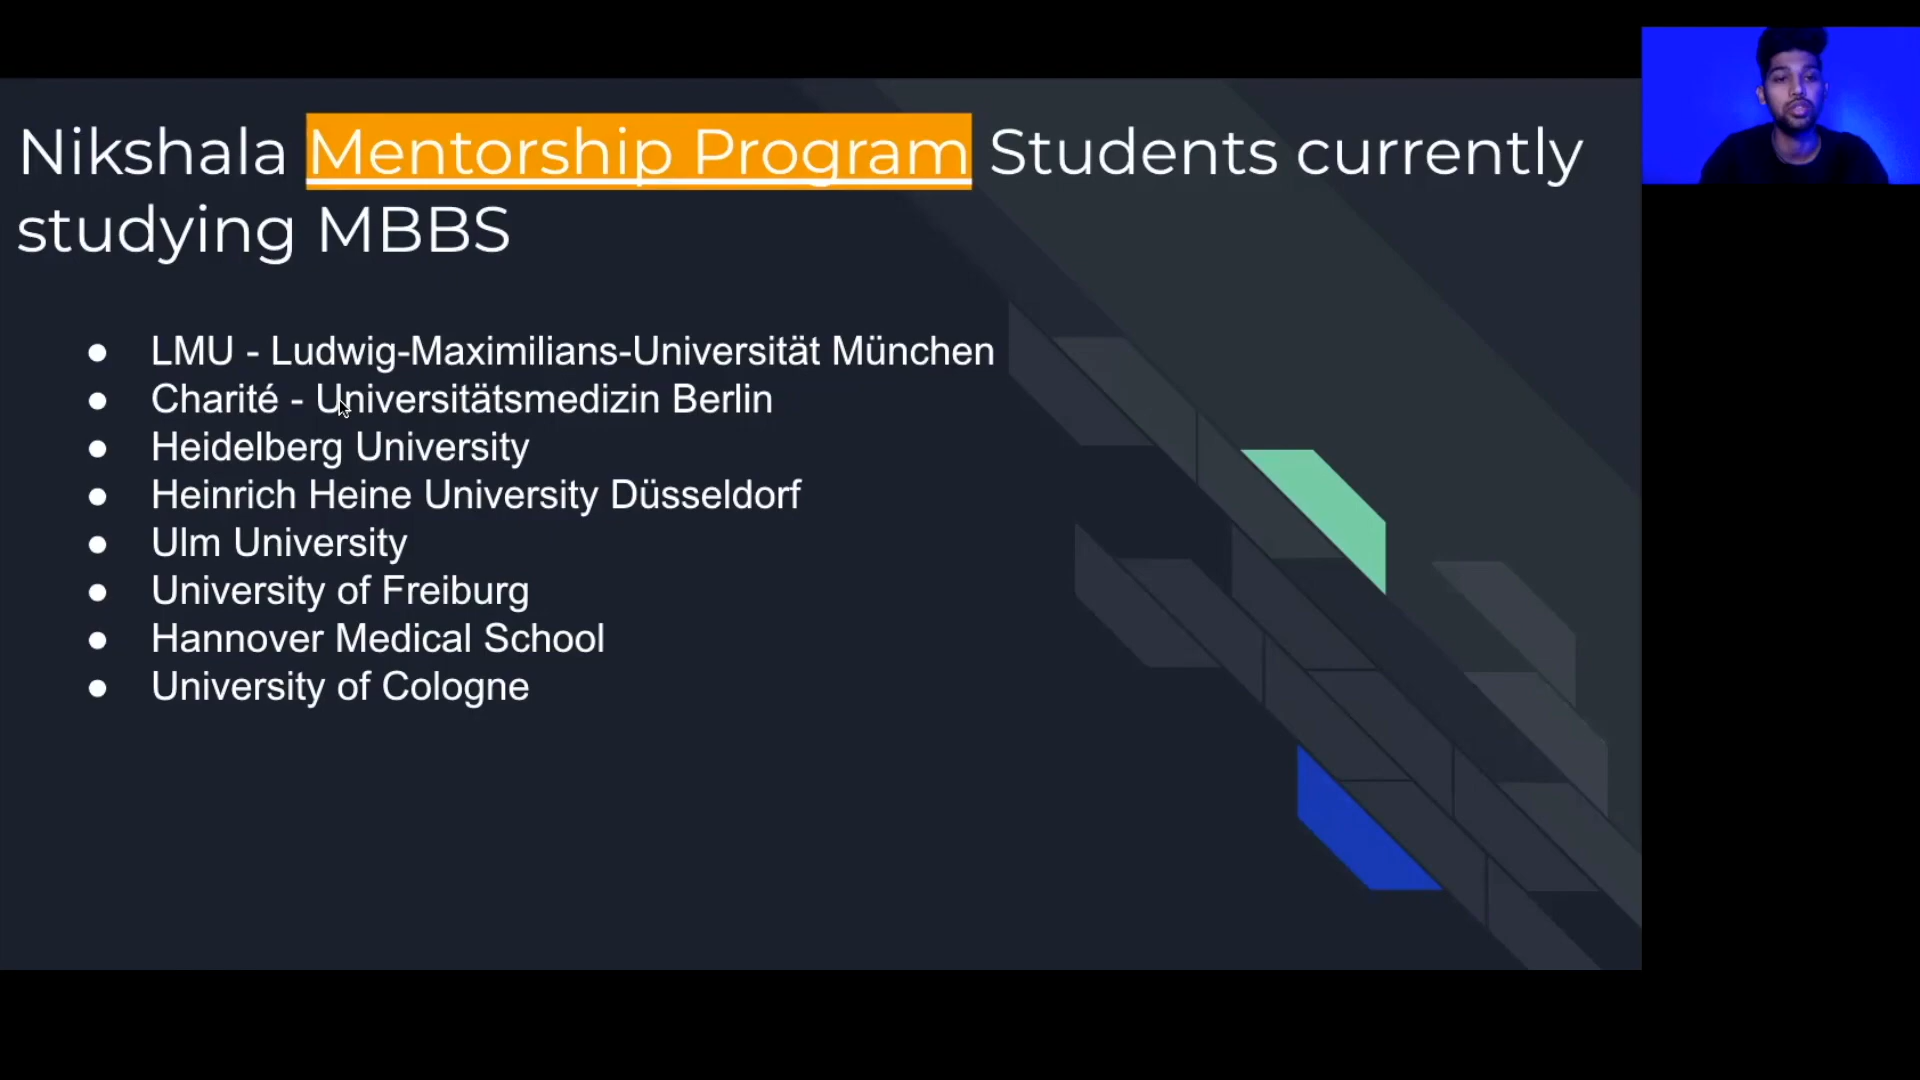 Nikshala Mentorship Program Students currently
studying MBBS
● LMU - Ludwig-Maximilians-Universität München
● Charité - Universitätsmedizin Berlin
● Heidelberg University
● Heinrich Heine University Düsseldorf
● Ulm University
● University of Freiburg
● Hannover Medical School
● University of Cologne